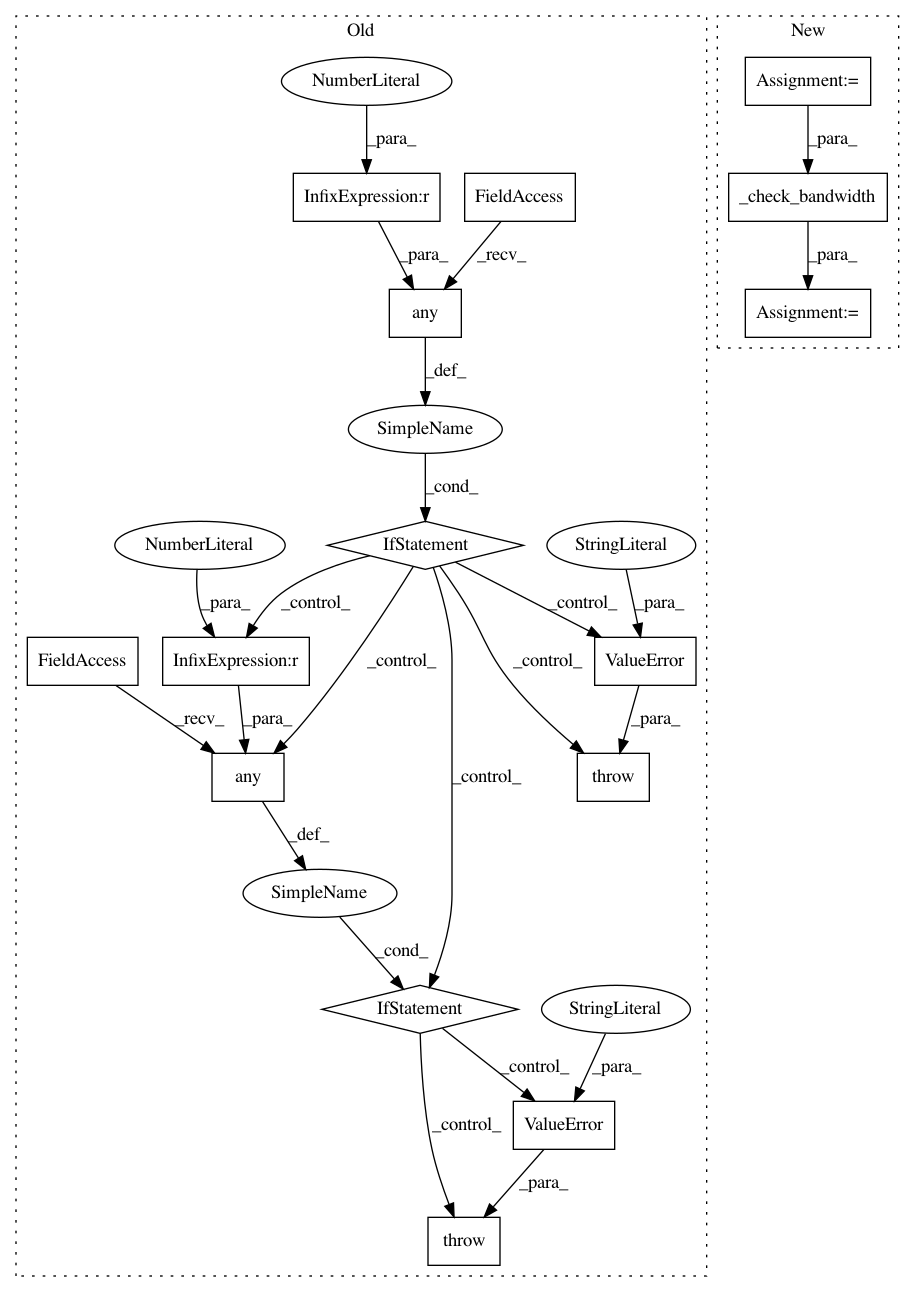 Old
New
NumberLiteral
Assignment:=
_para_
_para_
InfixExpression:r
FieldAccess
_check_bandwidth
_para_
_recv_
_para_
any
Assignment:=
_def_
SimpleName
_cond_
NumberLiteral
IfStatement
StringLiteral
_para_
_control_
_control_
_para_
FieldAccess
InfixExpression:r
_control_
_control_
ValueError
_recv_
_para_
_para_
any
_control_
throw
_def_
SimpleName
_cond_
IfStatement
StringLiteral
_control_
_para_
_control_
ValueError
_para_
throw